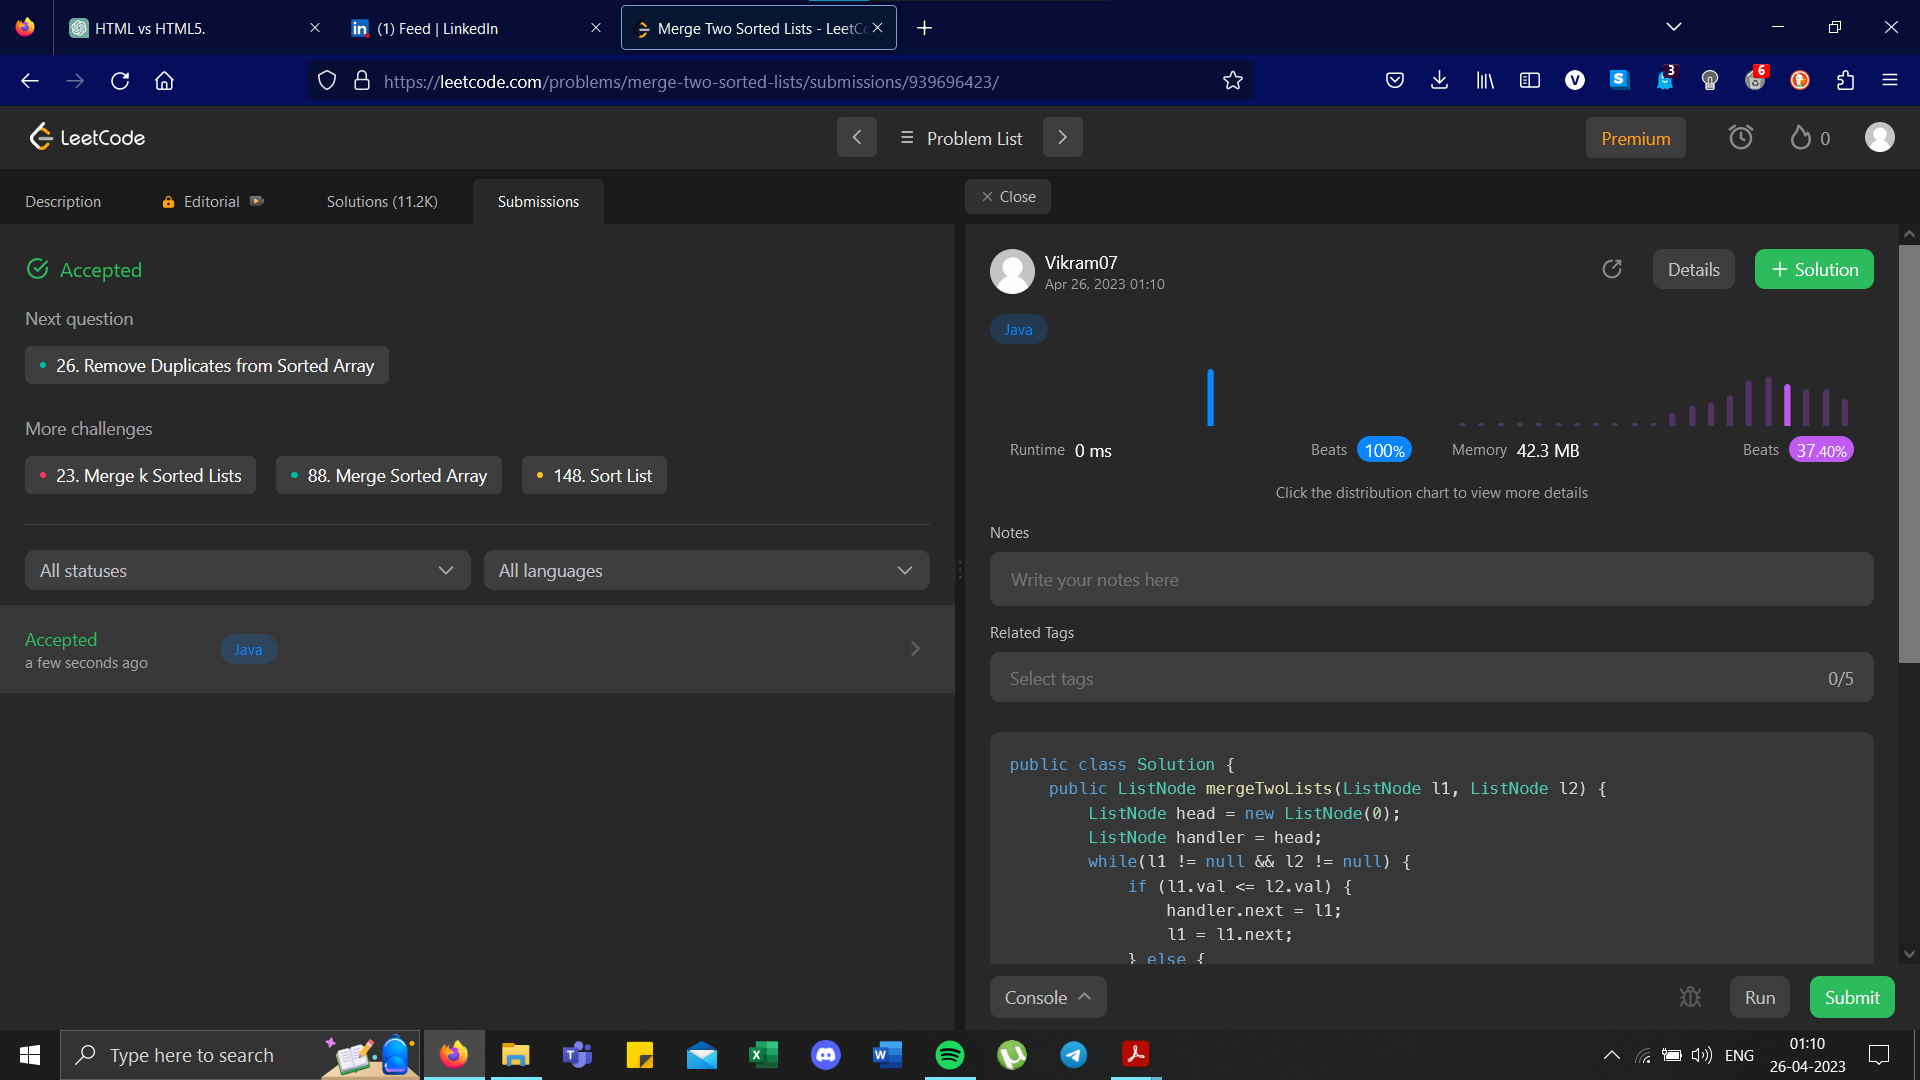 HTML vs HTML5.
(1) Feed | LinkedIn
Merge Two Sorted Lists - LeetCo
https://leetcode.com/problems/merge-two-sorted-lists/submissions/939696423/
3
6
LeetCode
Problem List
Premium
0
Description
Editorial
Solutions (11.2K)
Submissions
Close
Accepted
Next question
26. Remove Duplicates from Sorted Array
More challenges
23. Merge k Sorted Lists
88. Merge Sorted Array
148. Sort List
All statuses
All languages
Accepted
a few seconds ago
Java
Vikram07
Apr 26, 2023 01:10
Details
+ Solution
Java
Runtime 0 ms
Beats 100%
Memory 42.3 MB
Beats 37.40%
Click the distribution chart to view more details
Notes
Write your notes here
Related Tags
Select tags
0/5
public class Solution {
public ListNode mergeTwoLists(ListNode l1, ListNode l2) {
ListNode head = new ListNode(0);
ListNode handler = head;
while(l1 != null && l2 != null) {
if (l1.val <= l2.val) {
handler.next = l1;
l1 = l1.next;
} else {
Console
Run
Submit
Type here to search
ENG
01:10
26-04-2023